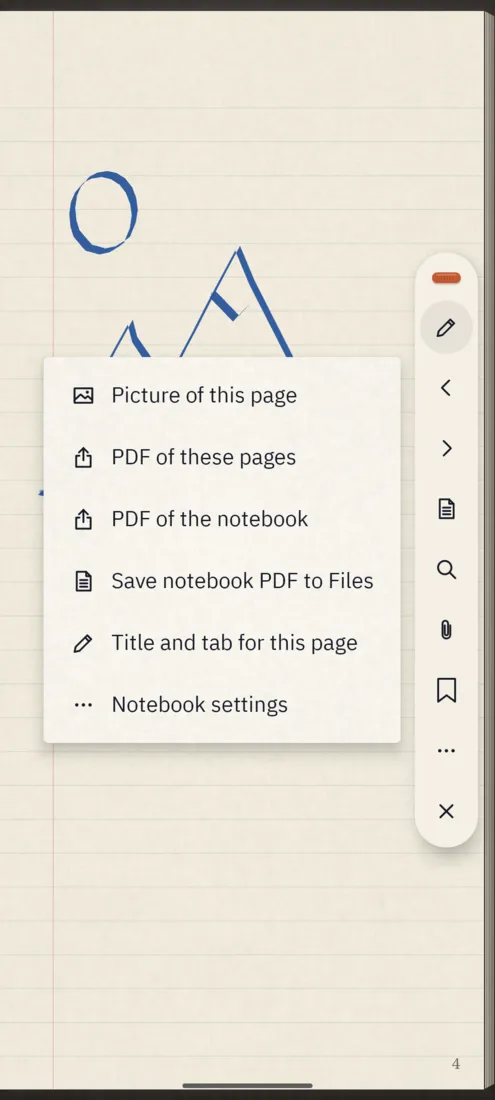 O
A
Picture of this page
PDF of these pages
PDF of the notebook
Save notebook PDF to Files
Title and tab for this page
Notebook settings
4